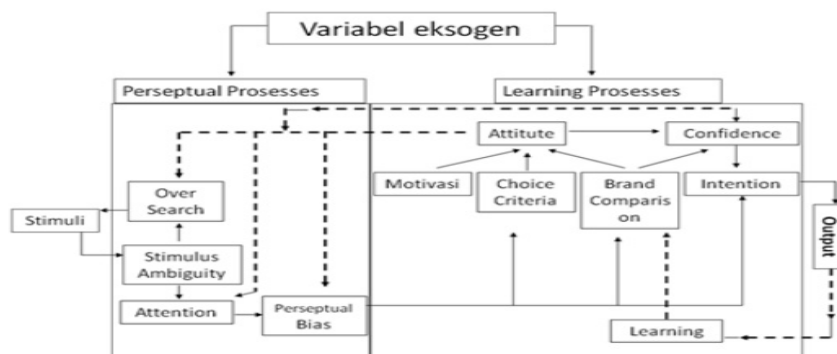 Variabel eksogen
Perseptual Prosesses
Learning Prosesses
Attitute
Confidence
Motivasi
Choice
Criteria
Brand
Comparis
on
Intention
Over
Search
Stimuli
Stimulus
Ambiguity
Attention
Perseptual
Bias
Learning
Output